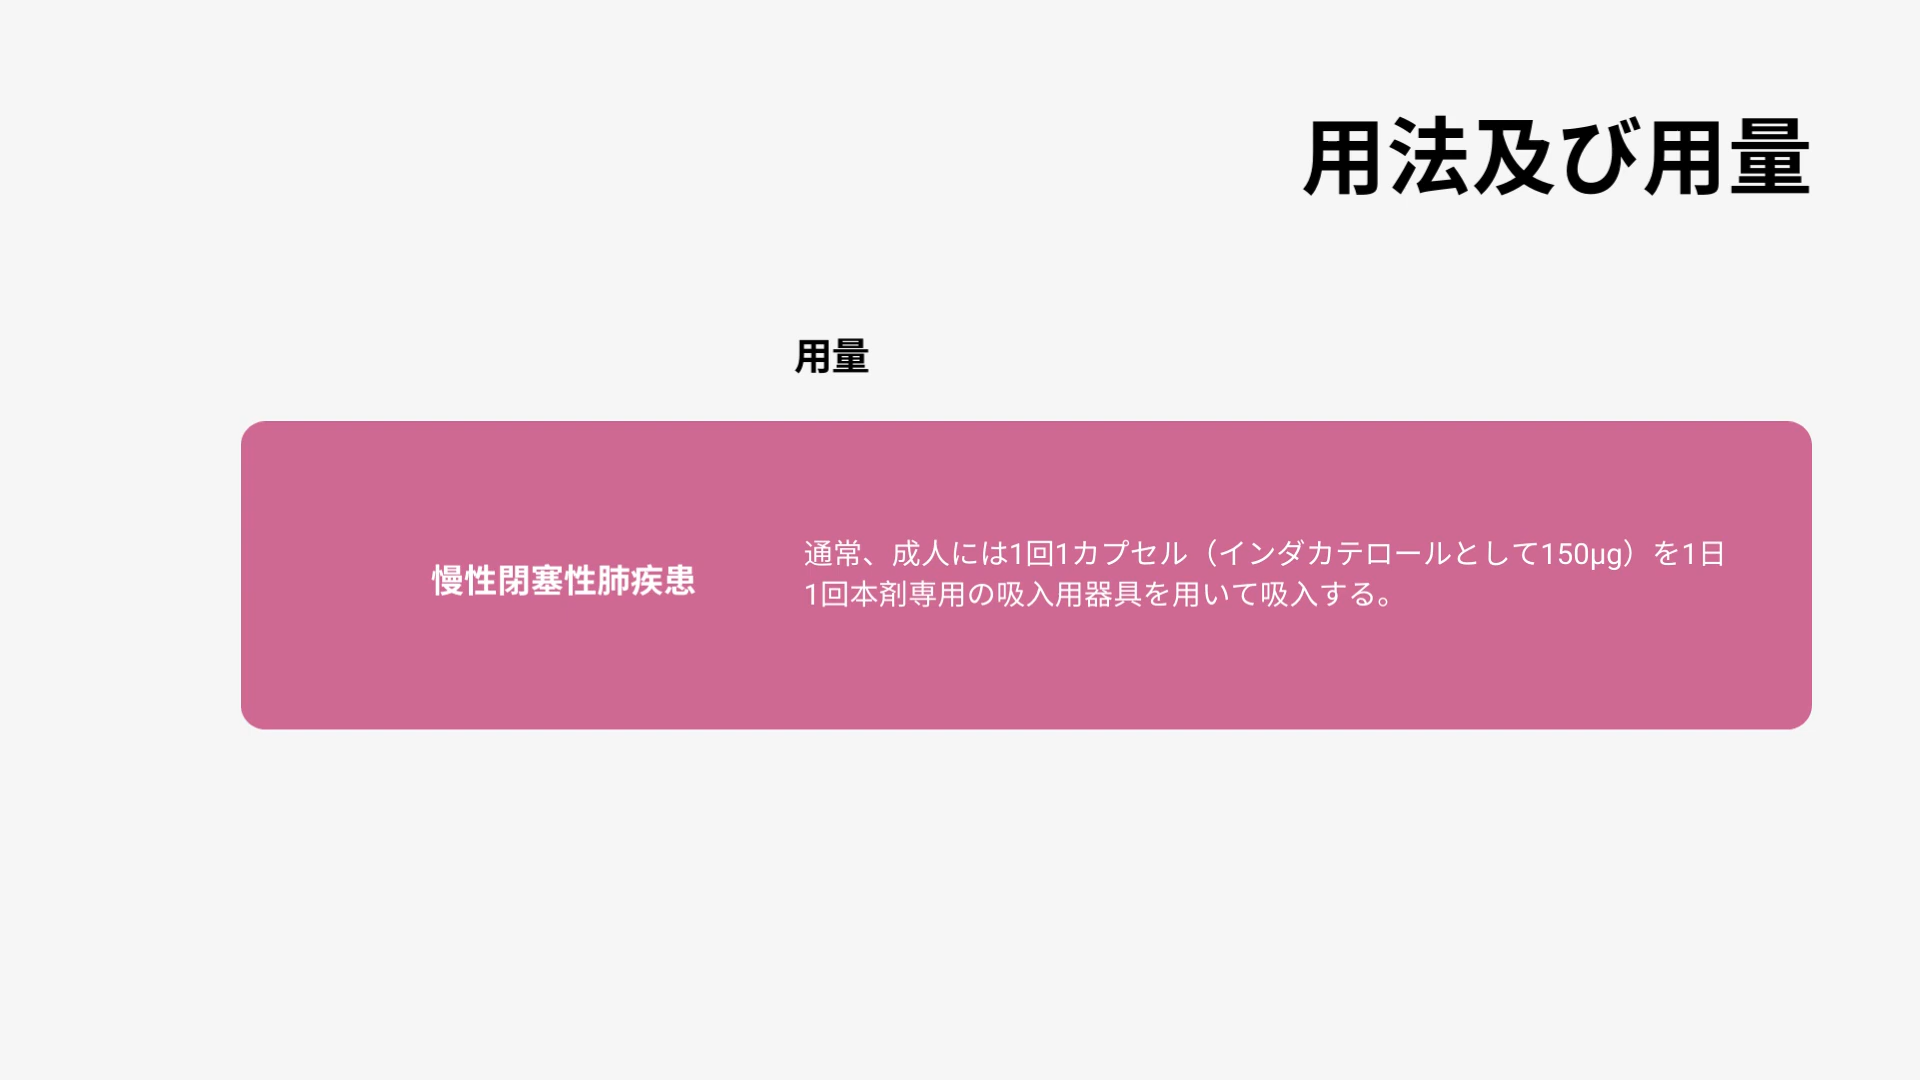 用法及び用量
用量
慢性閉塞性肺疾患
通常、成人には1回1カプセル（インダカテロールとして150μg）を1日
1回本剤専用の吸入用器具を用いて吸入する。